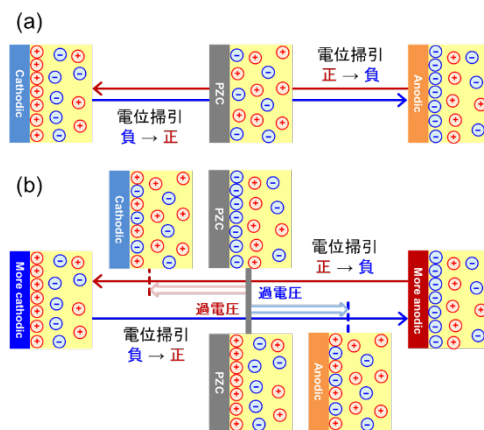 (a)
Cathodic
PZC
Anodic
電位掃引
正 → 負
電位掃引
負 → 正
(b)
Cathodic
PZC
電位掃引
正 → 負
More cathodic
More anodic
過電圧
過電圧
電位掃引
負 → 正
PZC
Anodic